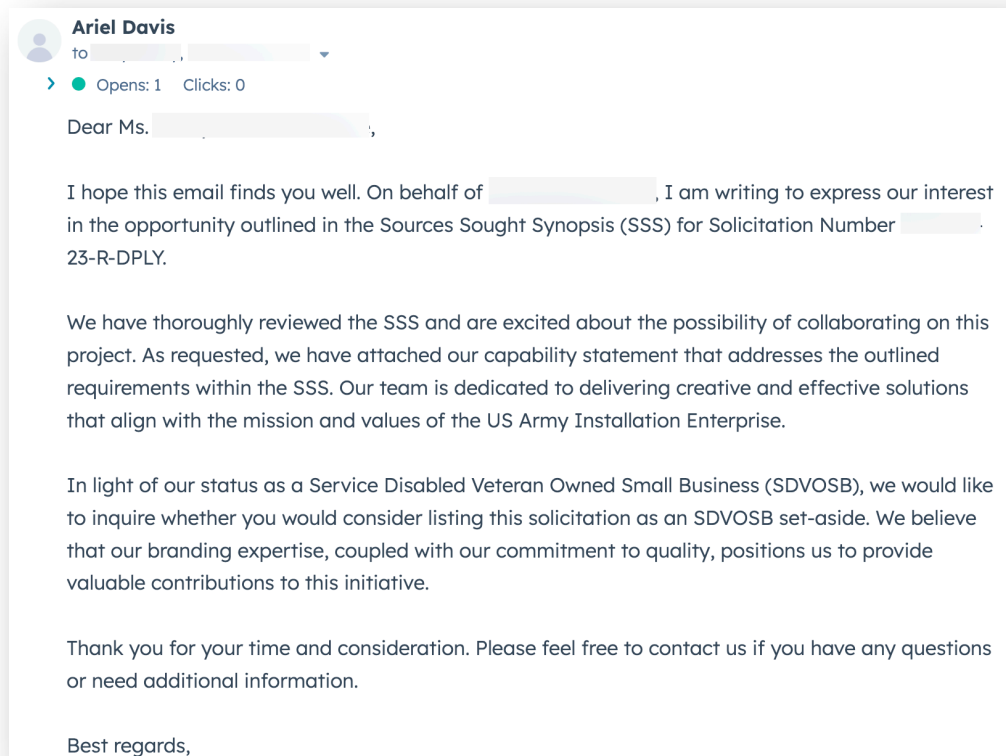 Ariel Davis
to ,
Opens: 1 Clicks: 0
Dear Ms. ,
I hope this email finds you well. On behalf of , I am writing to express our interest
in the opportunity outlined in the Sources Sought Synopsis (SSS) for Solicitation Number
23-R-DPLY.
We have thoroughly reviewed the SSS and are excited about the possibility of collaborating on this
project. As requested, we have attached our capability statement that addresses the outlined
requirements within the SSS. Our team is dedicated to delivering creative and effective solutions
that align with the mission and values of the US Army Installation Enterprise.
In light of our status as a Service Disabled Veteran Owned Small Business (SDVOSB), we would like
to inquire whether you would consider listing this solicitation as an SDVOSB set-aside. We believe
that our branding expertise, coupled with our commitment to quality, positions us to provide
valuable contributions to this initiative.
Thank you for your time and consideration. Please feel free to contact us if you have any questions
or need additional information.
Best regards,